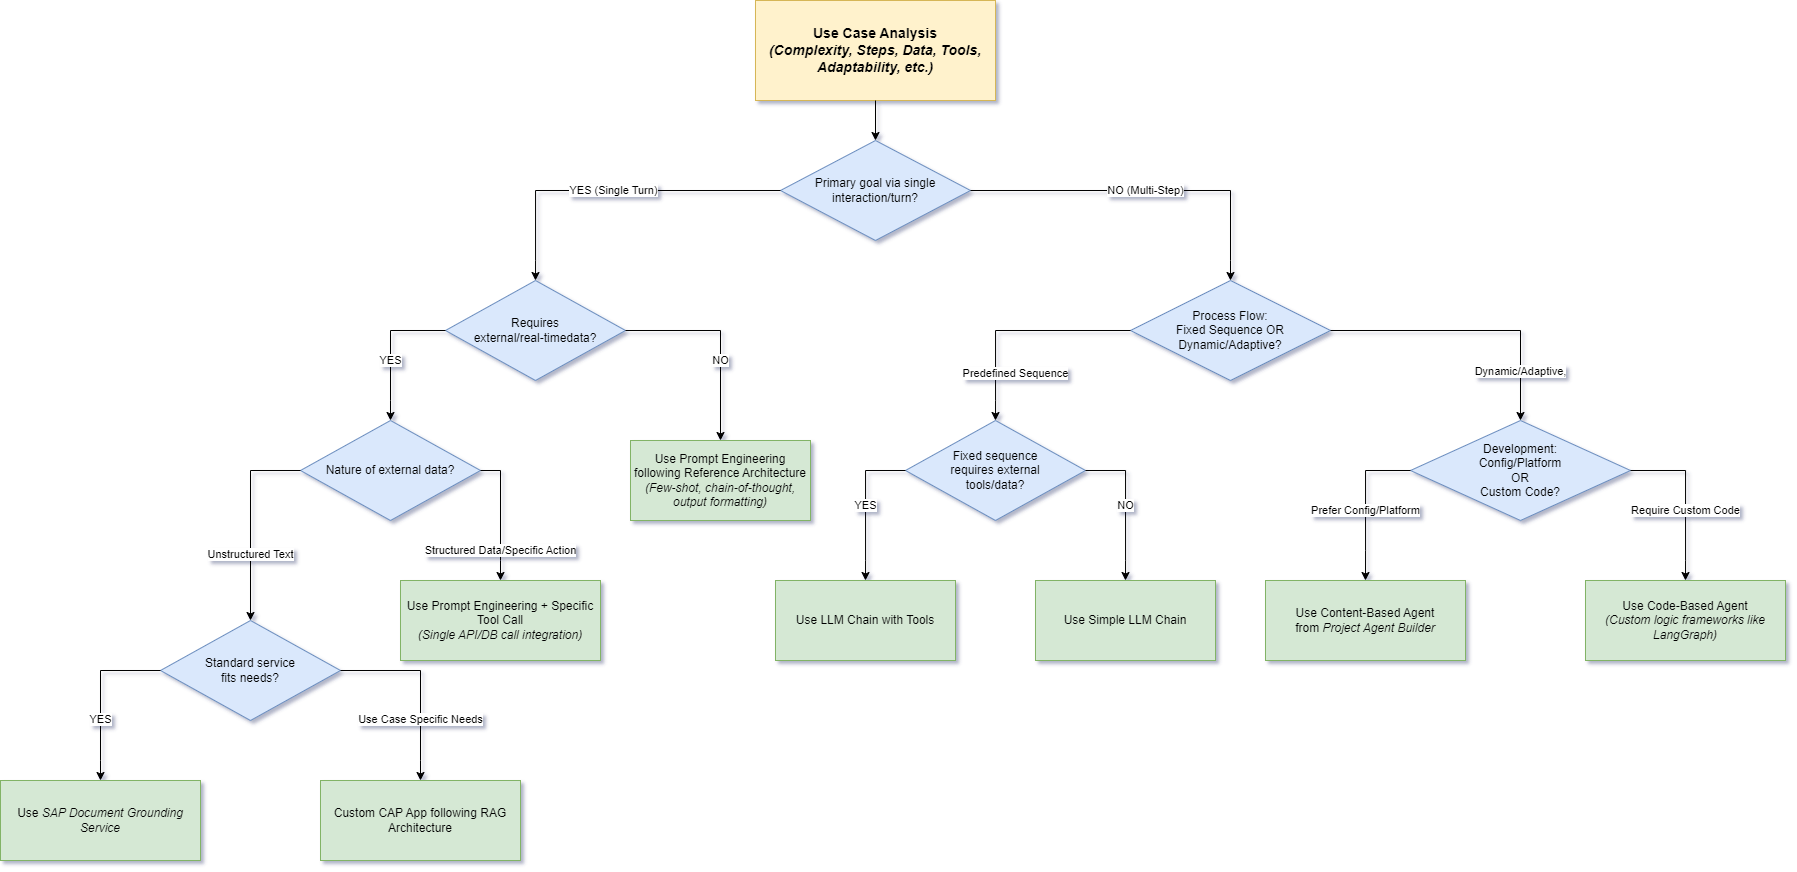 Use Case Analysis
(Complexity, Steps, Data, Tools,
Adaptability, etc.)
Primary goal via single
interaction/turn?
YES (Single Turn)
NO (Multi-Step)
Requires
external/real-timedata?
Process Flow:
Fixed Sequence OR
Dynamic/Adaptive?
YES
NO
Predefined Sequence
Dynamic/Adaptive,
Nature of external data?
Use Prompt Engineering
following Reference Architecture
(Few-shot, chain-of-thought,
output formatting)
Fixed sequence
requires external
tools/data?
Development:
Config/Platform
OR
Custom Code?
YES
NO
Prefer Config/Platform
Require Custom Code
Unstructured Text
Structured Data/Specific Action
Use Prompt Engineering + Specific
Tool Call
(Single API/DB call integration)
Use LLM Chain with Tools
Use Simple LLM Chain
Use Content-Based Agent
from Project Agent Builder
Use Code-Based Agent
(Custom logic frameworks like
LangGraph)
Standard service
fits needs?
YES
Use Case Specific Needs
Use SAP Document Grounding
Service
Custom CAP App following RAG
Architecture